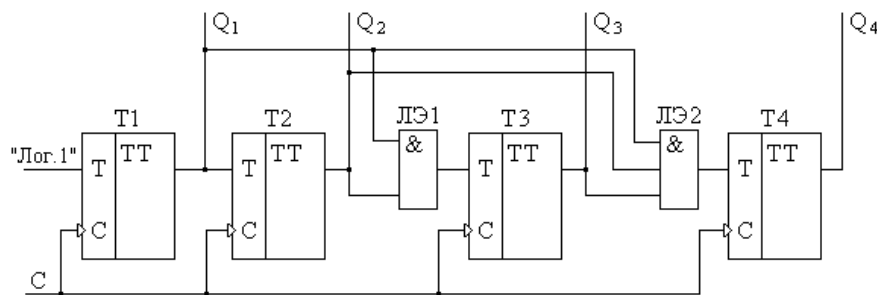 Q1 Q2 Q3 Q4
T1 T2 ЛЭ1 T3 ЛЭ2 T4
"Лог.1" T TT T TT & T TT & T TT
C C C C
C